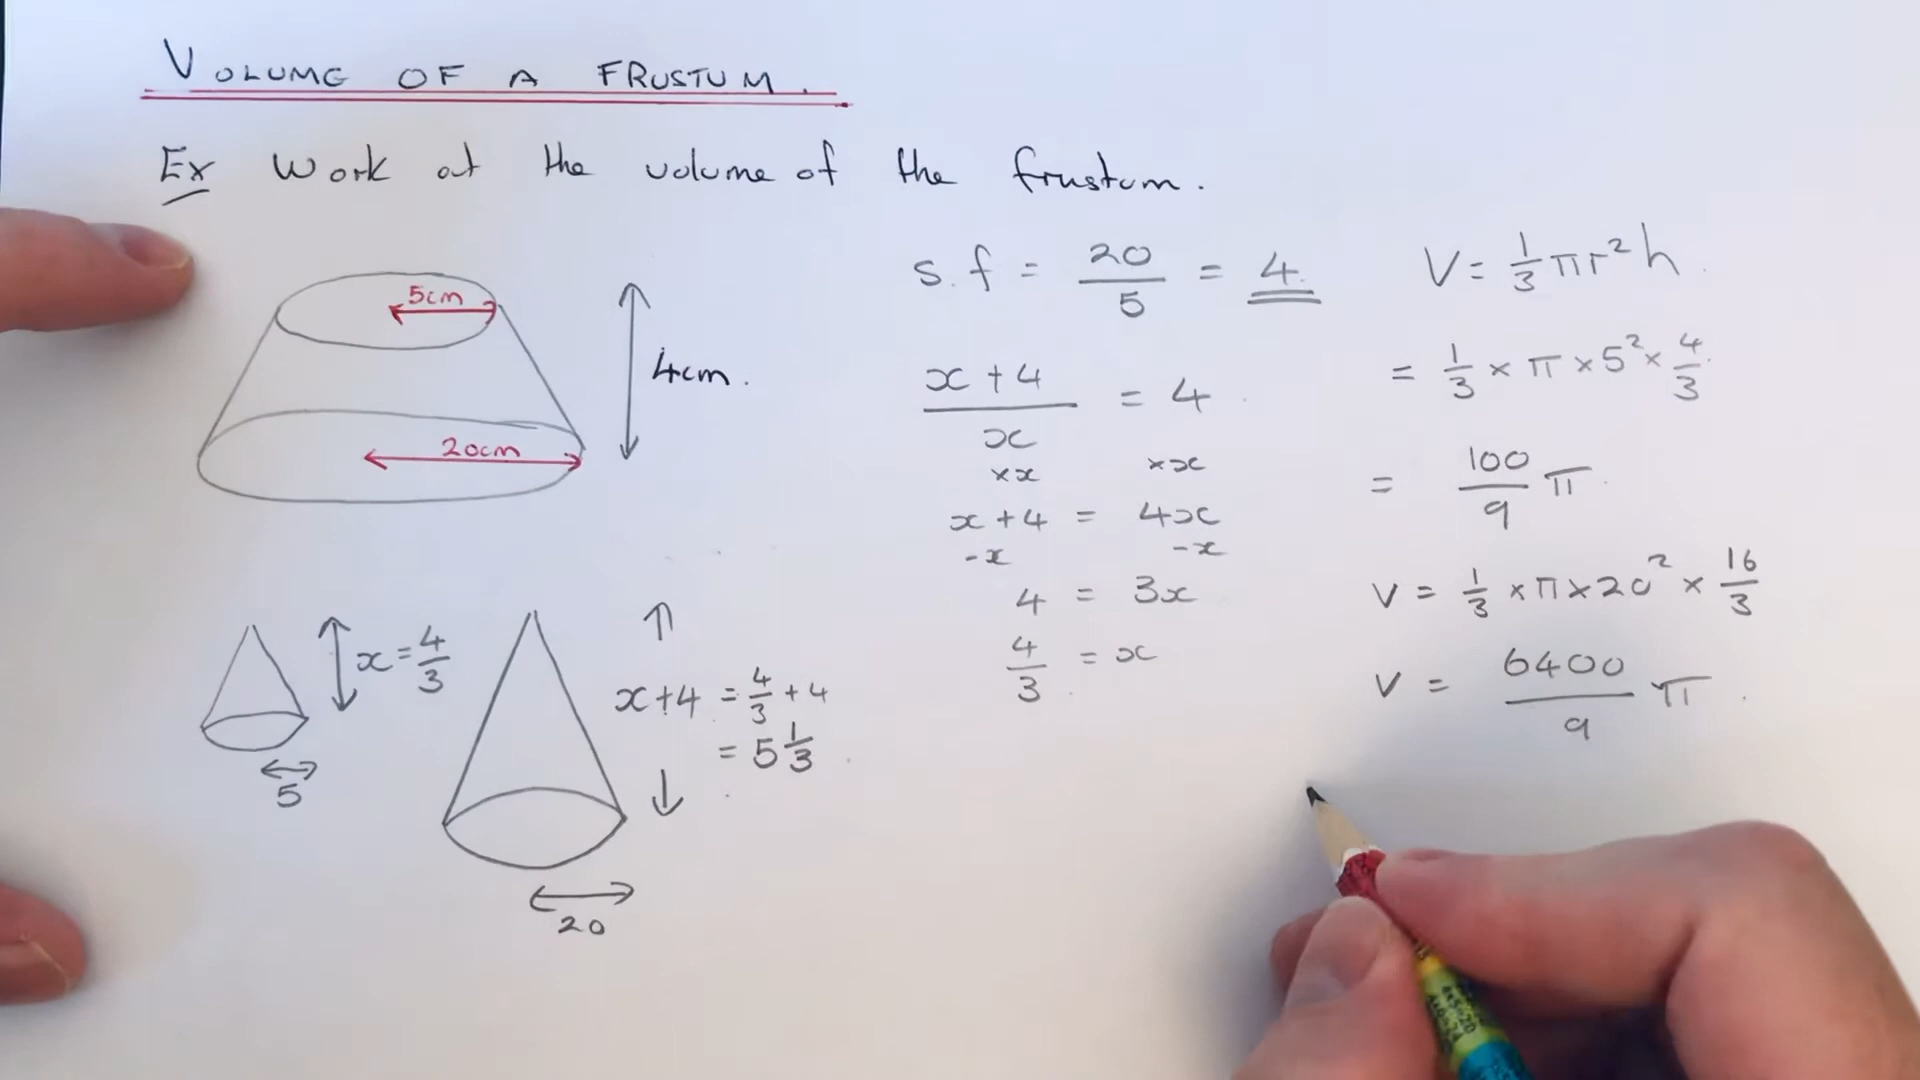 VOLUME OF A FRUSTUM.
Ex Work out the volume of the frustum.
5cm
4cm.
20cm
x = 4/3
5
x+4 = 4/3 + 4
= 5 1/3
20
s.f = 20/5 = 4
x+4/x = 4
×x ×x
x+4 = 4x
-x -x
4 = 3x
4/3 = x
V = 1/3 πr²h
= 1/3 × π × 5² × 4/3
= 100/9 π
V = 1/3 × π × 20² × 16/3
V = 6400/9 π